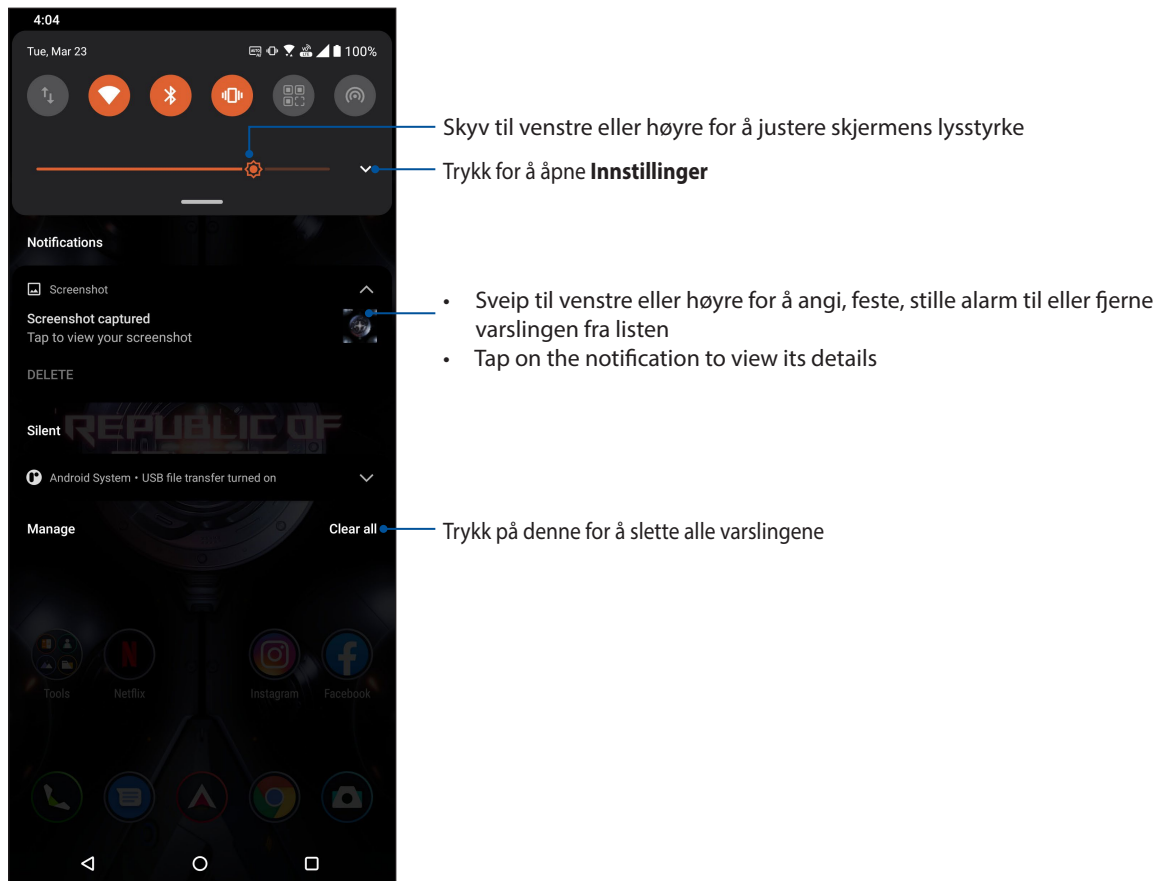 4:04
Tue, Mar 23
100%
Skyv til venstre eller høyre for å justere skjermens lysstyrke
Trykk for å åpne Innstillinger
Notifications
Screenshot
Screenshot captured
Tap to view your screenshot
DELETE
• Sveip til venstre eller høyre for å angi, feste, stille alarm til eller fjerne
varslingen fra listen
• Tap on the notification to view its details
Silent
REPUBLIC OF
Android System • USB file transfer turned on
Manage
Clear all
Trykk på denne for å slette alle varslingene
Tools
Netflix
Instagram
Facebook